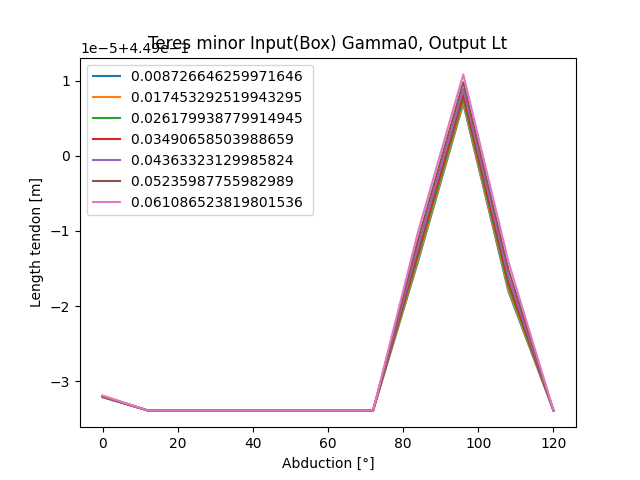 Teres minor Input(Box) Gamma0, Output Lt
1e−5+4.49e−1
0.008726646259971646
0.017453292519943295
0.026179938779914945
0.03490658503988659
0.04363323129985824
0.05235987755982989
0.061086523819801536
1
0
−1
−2
−3
Length tendon [m]
0 20 40 60 80 100 120
Abduction [°]